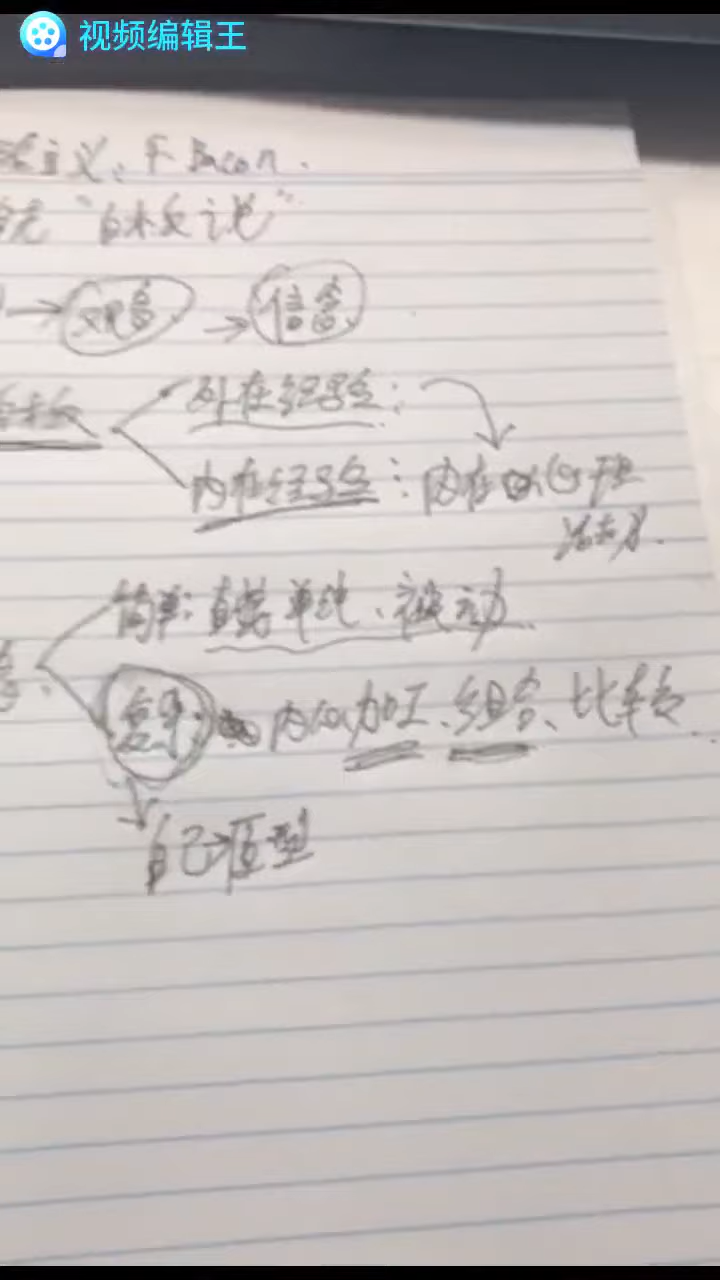 视频编辑王
主义、F Bacon.
"白板说"
→ 观念 → 信念
外在经验：
内在经验：内在心理
活动.
简单：直接、单纯、被动
复杂：内心加工、组合、比较...
自己→原型